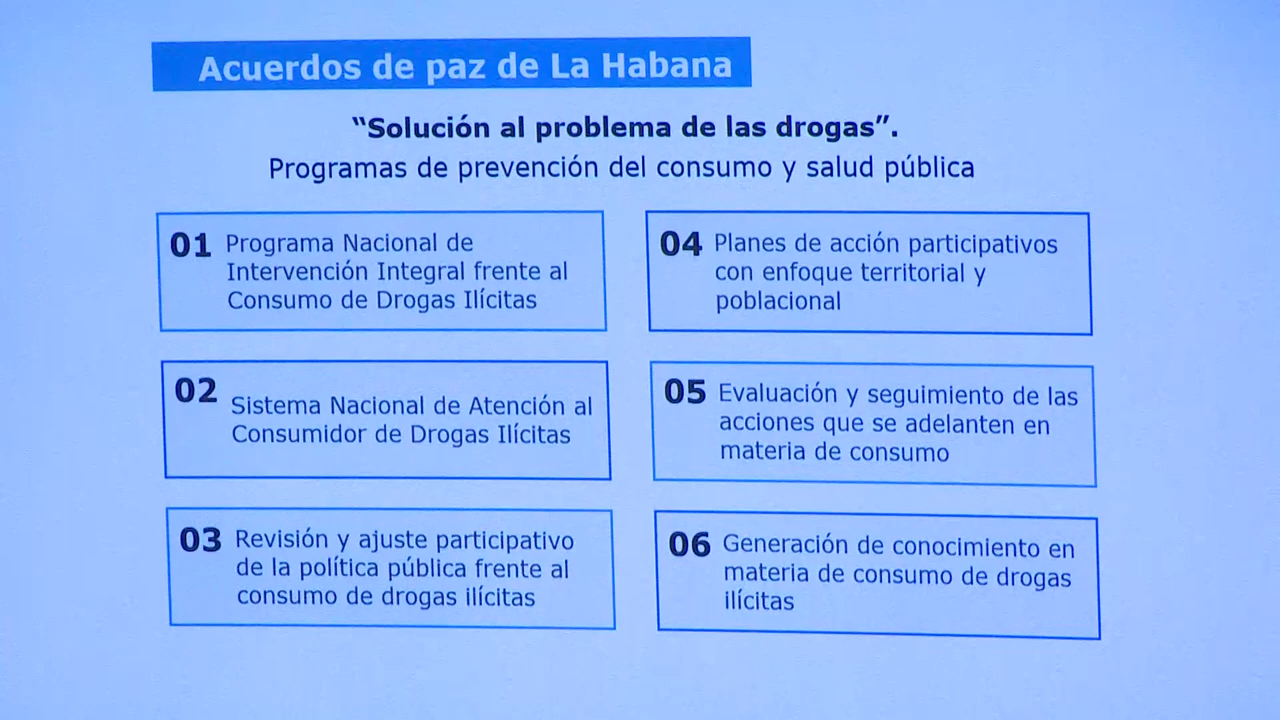 Acuerdos de paz de La Habana
“Solución al problema de las drogas”.
Programas de prevención del consumo y salud pública
01 Programa Nacional de
Intervención Integral frente al
Consumo de Drogas Ilícitas
02 Sistema Nacional de Atención al
Consumidor de Drogas Ilícitas
03 Revisión y ajuste participativo
de la política pública frente al
consumo de drogas ilícitas
04 Planes de acción participativos
con enfoque territorial y
poblacional
05 Evaluación y seguimiento de las
acciones que se adelanten en
materia de consumo
06 Generación de conocimiento en
materia de consumo de drogas
ilícitas